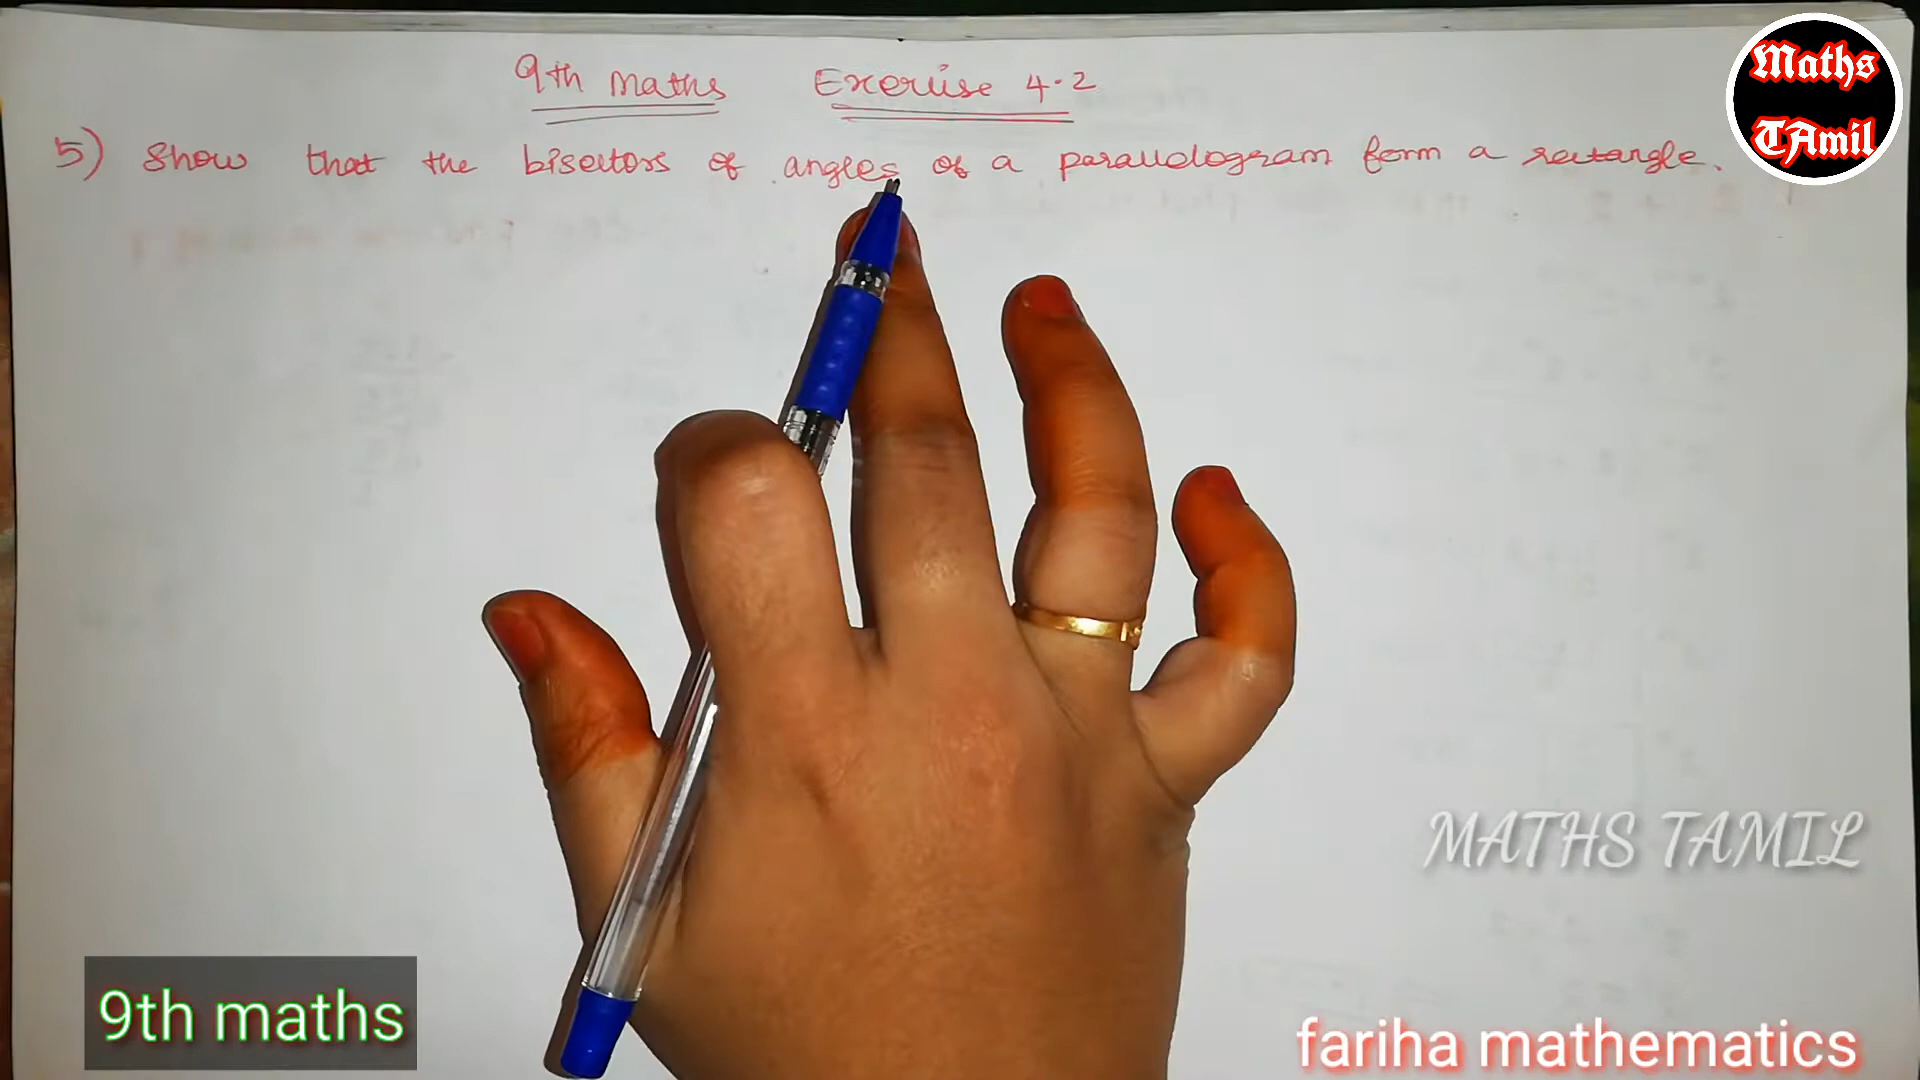 9th maths Exercise 4.2
5) Show that the bisectors of angles of a parallelogram form a rectangle.
Maths
TAmil
MATHS TAMIL
9th maths
fariha mathematics